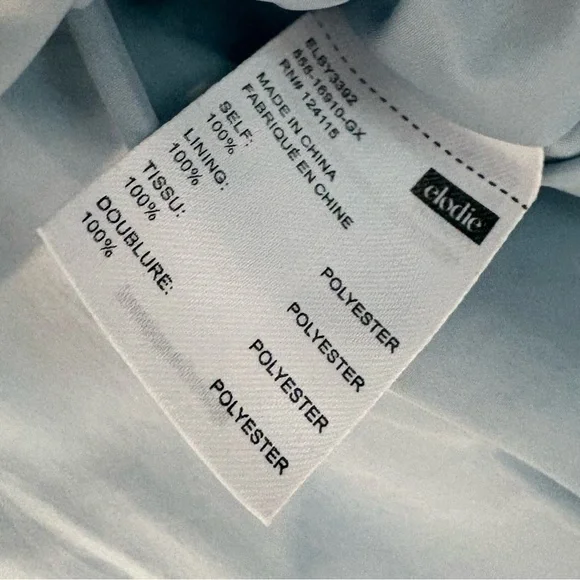 elodie
ELBY3392
858-16910-GX
RN# 124115
MADE IN CHINA
FABRIQUÉ EN CHINE
SELF:
100% POLYESTER
LINING:
100% POLYESTER
TISSU:
100% POLYESTER
DOUBLURE:
100% POLYESTER